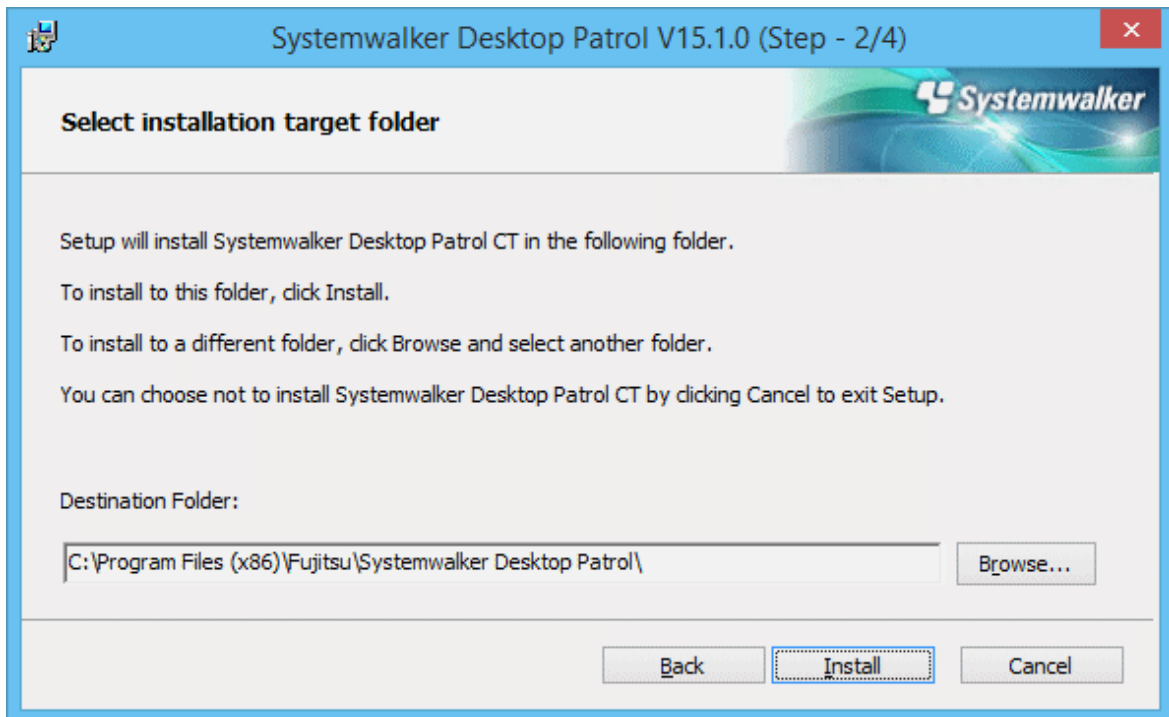 Systemwalker Desktop Patrol V15.1.0 (Step - 2/4)
Systemwalker
Select installation target folder
Setup will install Systemwalker Desktop Patrol CT in the following folder.
To install to this folder, click Install.
To install to a different folder, click Browse and select another folder.
You can choose not to install Systemwalker Desktop Patrol CT by clicking Cancel to exit Setup.
Destination Folder:
C:\Program Files (x86)\Fujitsu\Systemwalker Desktop Patrol\
Browse...
Back Install Cancel